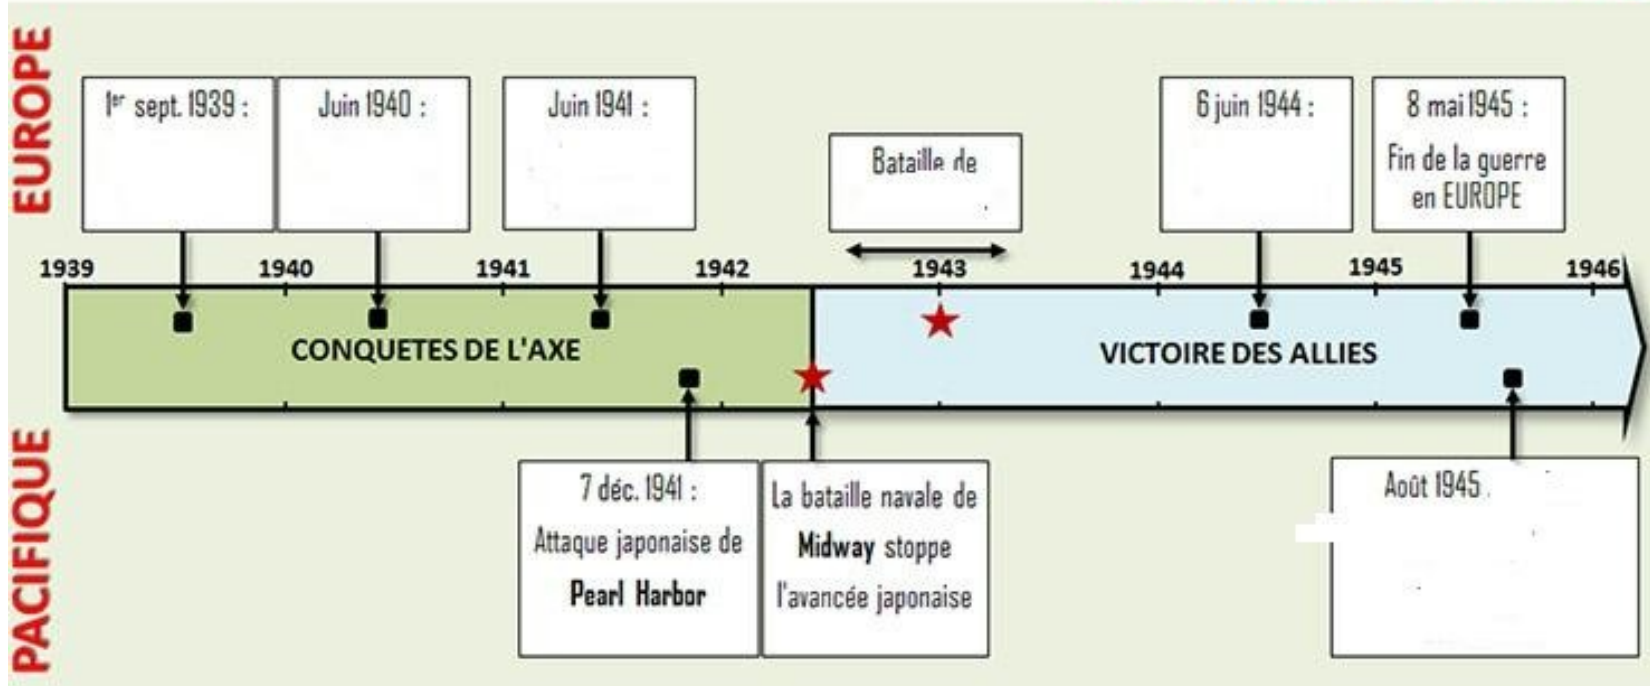 EUROPE
1er sept. 1939 :
Juin 1940 :
Juin 1941 :
Bataille de
6 juin 1944 :
8 mai 1945 :
Fin de la guerre
en EUROPE
1939
1940
1941
1942
1943
1944
1945
1946
CONQUETES DE L'AXE
VICTOIRE DES ALLIES
PACIFIQUE
7 déc. 1941 :
Attaque japonaise de
Pearl Harbor
La bataille navale de
Midway stoppe
l'avancée japonaise
Août 1945